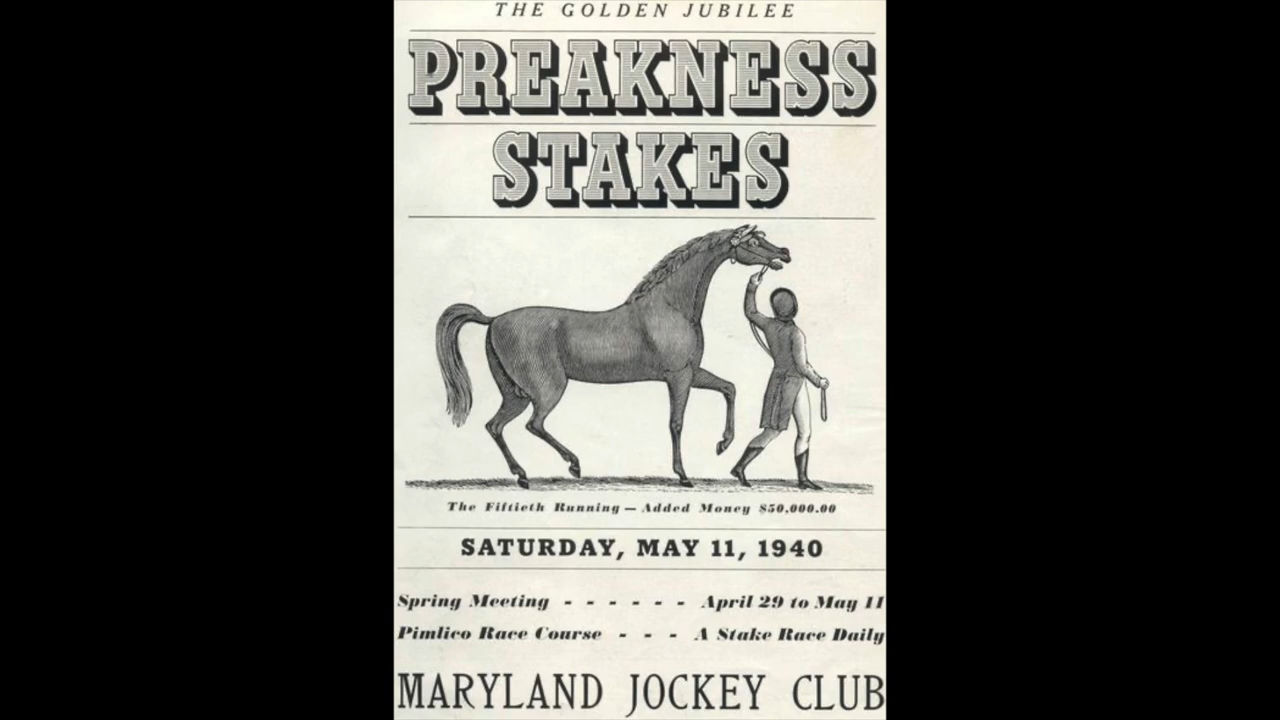 THE GOLDEN JUBILEE
PREAKNESS
STAKES
The Fiftieth Running — Added Money $50,000.00
SATURDAY, MAY 11, 1940
Spring Meeting - - - - - - April 29 to May 11
Pimlico Race Course - - - A Stake Race Daily
MARYLAND JOCKEY CLUB